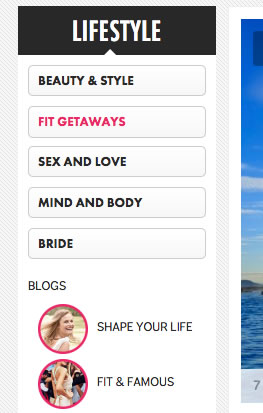 LIFESTYLE
BEAUTY & STYLE
FIT GETAWAYS
SEX AND LOVE
MIND AND BODY
BRIDE
BLOGS
SHAPE YOUR LIFE
FIT & FAMOUS
7